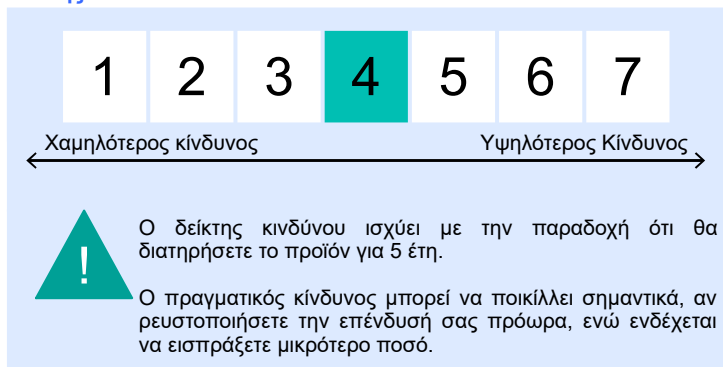 1 2 3 4 5 6 7
Χαμηλότερος κίνδυνος Υψηλότερος Κίνδυνος
Ο δείκτης κινδύνου ισχύει με την παραδοχή ότι θα
διατηρήσετε το προϊόν για 5 έτη.
!
Ο πραγματικός κίνδυνος μπορεί να ποικίλλει σημαντικά, αν
ρευστοποιήσετε την επένδυσή σας πρόωρα, ενώ ενδέχεται
να εισπράξετε μικρότερο ποσό.